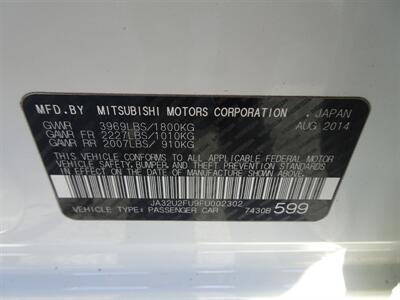 MFD.BY MITSUBISHI MOTORS CORPORATION . JAPAN
GVWR 3969LBS/1800KG AUG 2014
GAWR FR 2227LBS/1010KG
GAWR RR 2007LBS/ 910KG
THIS VEHICLE CONFORMS TO ALL APPLICABLE FEDERAL MOTOR
VEHICLE SAFETY, BUMPER, AND THEFT PREVENTION STANDARDS
IN EFFECT ON THE DATE OF MANUFACTURE SHOWN ABOVE.
JA32U2FU9FU002302
VEHICLE TYPE: PASSENGER CAR 7430B 599